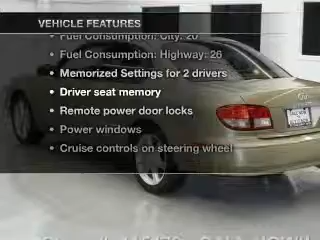 VEHICLE FEATURES
• Fuel Consumption: City: 20
• Fuel Consumption: Highway: 26
• Memorized Settings for 2 drivers
• Driver seat memory
• Remote power door locks
• Power windows
• Cruise controls on steering wheel